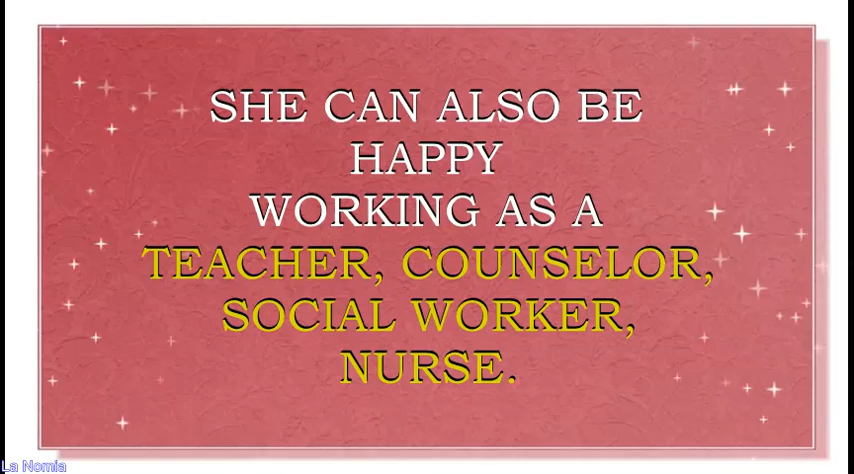 SHE CAN ALSO BE
HAPPY
WORKING AS A
TEACHER, COUNSELOR,
SOCIAL WORKER,
NURSE.
La Nomia